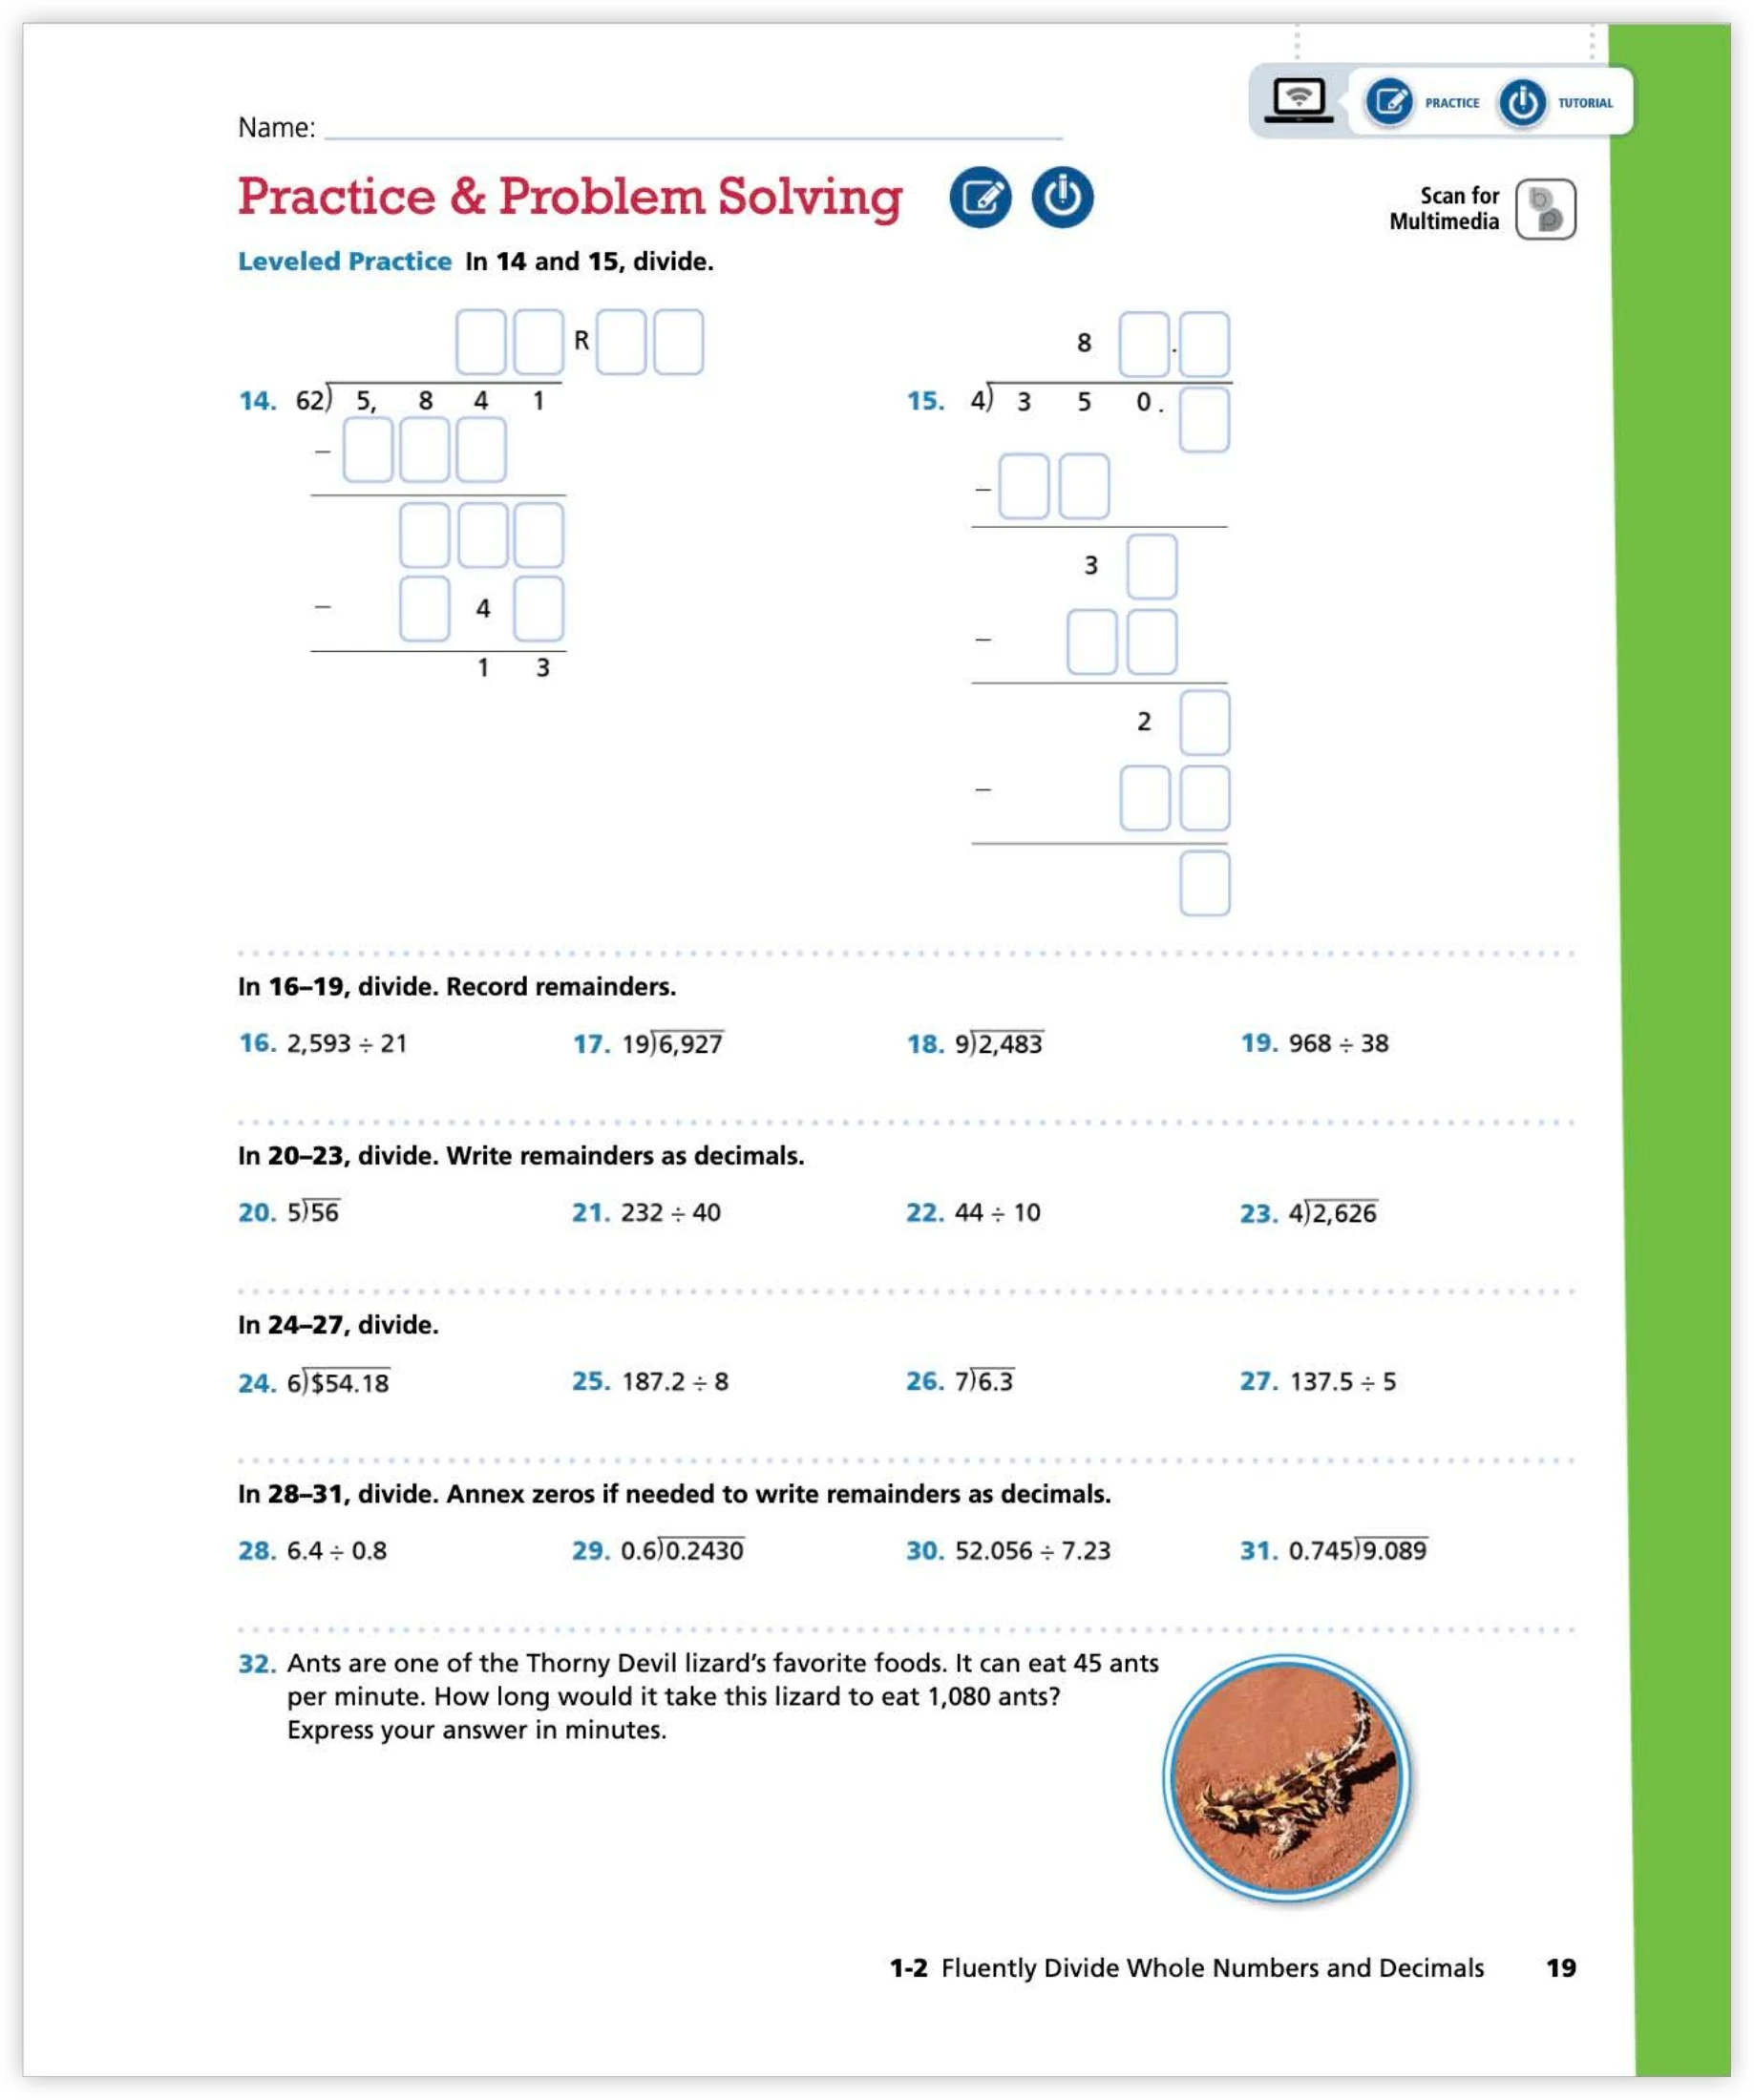 PRACTICE TUTORIAL
Name:
Practice & Problem Solving
Scan for
Multimedia
Leveled Practice In 14 and 15, divide.
R
14. 62) 5, 8 4 1
−
− 4
1 3
8 .
15. 4) 3 5 0.
−
3
−
2
−
In 16–19, divide. Record remainders.
16. 2,593 ÷ 21 17. 19)6,927 18. 9)2,483 19. 968 ÷ 38
In 20–23, divide. Write remainders as decimals.
20. 5)56 21. 232 ÷ 40 22. 44 ÷ 10 23. 4)2,626
In 24–27, divide.
24. 6)$54.18 25. 187.2 ÷ 8 26. 7)6.3 27. 137.5 ÷ 5
In 28–31, divide. Annex zeros if needed to write remainders as decimals.
28. 6.4 ÷ 0.8 29. 0.6)0.2430 30. 52.056 ÷ 7.23 31. 0.745)9.089
32. Ants are one of the Thorny Devil lizard's favorite foods. It can eat 45 ants
per minute. How long would it take this lizard to eat 1,080 ants?
Express your answer in minutes.
1-2 Fluently Divide Whole Numbers and Decimals 19